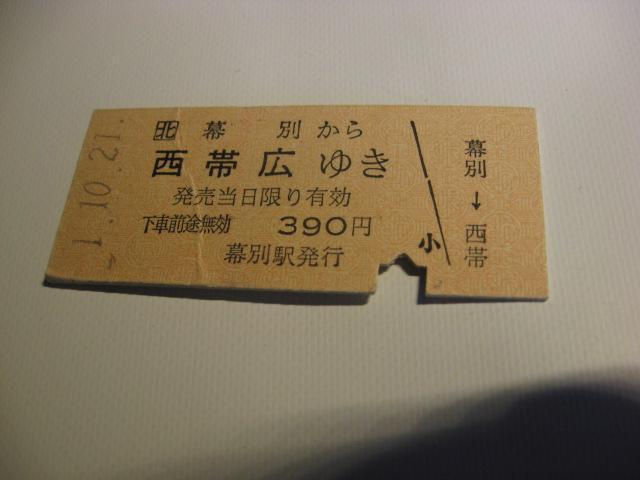 北 幕別から
西帯広ゆき
発売当日限り有効
下車前途無効 390円
幕別駅発行
小
幕別→西帯
1.10.21.